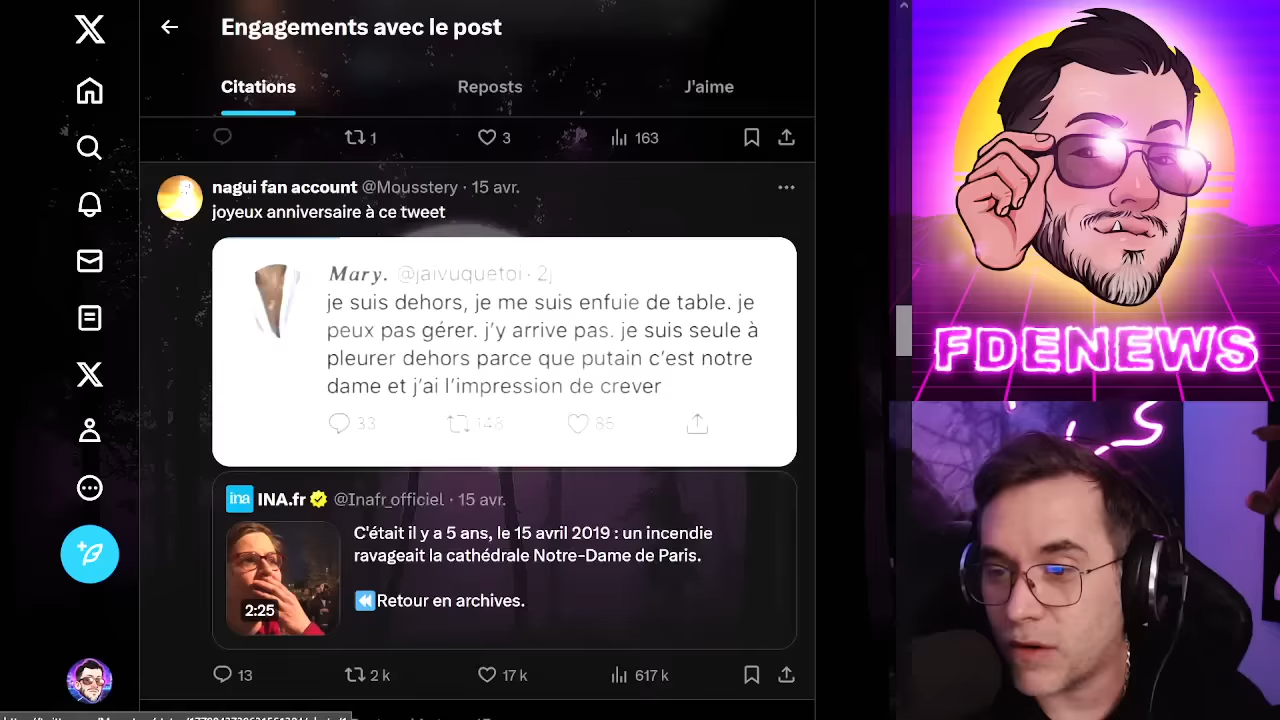 Engagements avec le post
Citations Reposts J'aime
1 3 163
nagui fan account @Mousstery · 15 avr.
joyeux anniversaire à ce tweet
Mary. @jaivuquetoi · 2j
je suis dehors, je me suis enfuie de table. je
peux pas gérer. j'y arrive pas. je suis seule à
pleurer dehors parce que putain c'est notre
dame et j'ai l'impression de crever
33 148 85
ina INA.fr @Inafr_officiel · 15 avr.
C'était il y a 5 ans, le 15 avril 2019 : un incendie
ravageait la cathédrale Notre-Dame de Paris.
Retour en archives.
2:25
13 2 k 17 k 617 k
FDENEWS